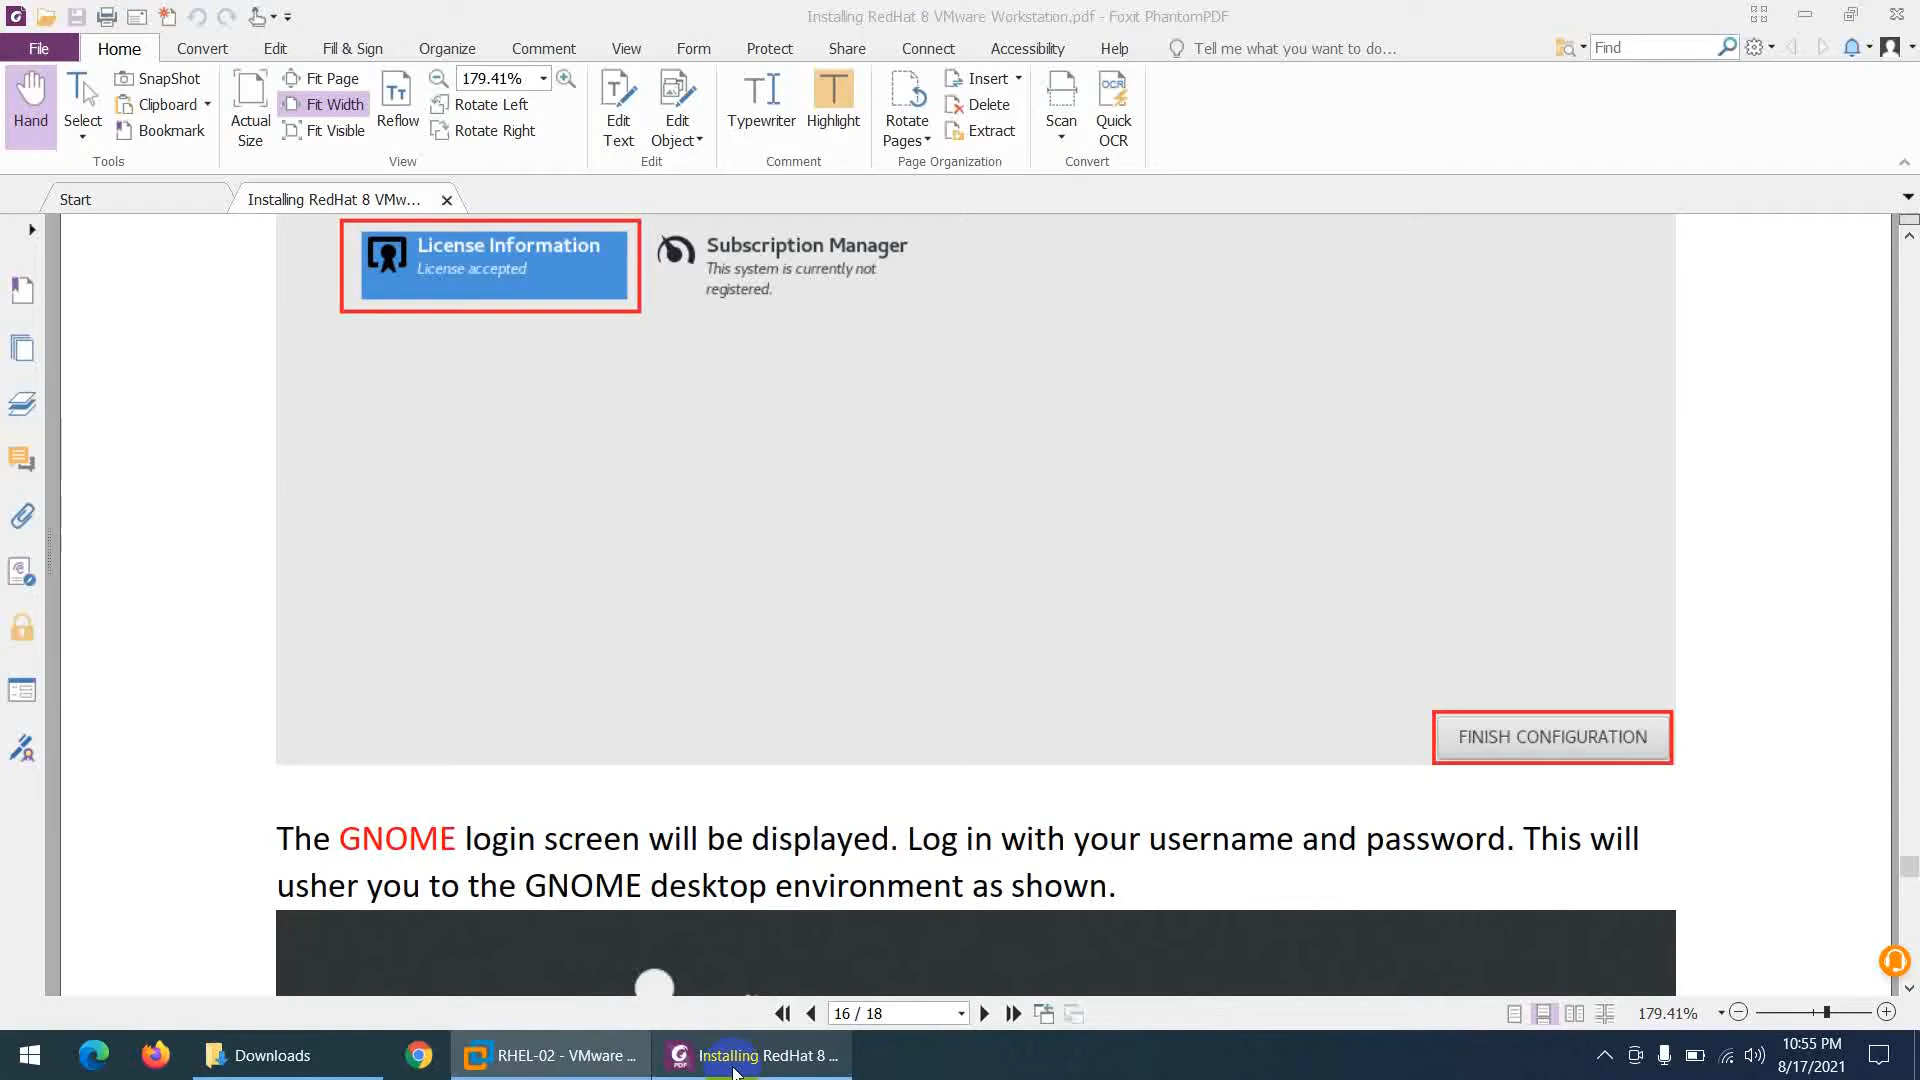 Installing RedHat 8 VMware Workstation.pdf - Foxit PhantomPDF
File Home Convert Edit Fill & Sign Organize Comment View Form Protect Share Connect Accessibility Help Tell me what you want to do... Find
Hand
Select
SnapShot
Clipboard
Bookmark
Tools
Actual
Size
Fit Page
Fit Width
Fit Visible
Reflow
179.41%
Rotate Left
Rotate Right
View
Edit
Text
Edit
Object
Edit
Typewriter
Highlight
Comment
Rotate
Pages
Insert
Delete
Extract
Page Organization
Scan
OCR
Quick
OCR
Convert
Start
Installing RedHat 8 VMw...
License Information
License accepted
Subscription Manager
This system is currently not
registered.
FINISH CONFIGURATION
The GNOME login screen will be displayed. Log in with your username and password. This will
usher you to the GNOME desktop environment as shown.
16 / 18
179.41%
Downloads
RHEL-02 - VMware ...
PDF
Installing RedHat 8 ...
10:55 PM
8/17/2021